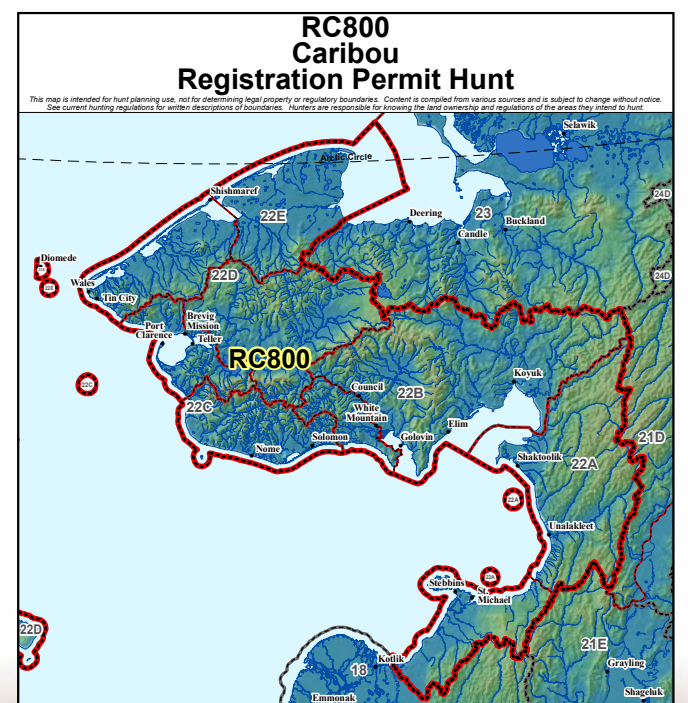 RC800
Caribou
Registration Permit Hunt
This map is intended for hunt planning use, not for determining legal property or regulatory boundaries.  Content is compiled from various sources and is subject to change without notice.
See current hunting regulations for written descriptions of boundaries.  Hunters are responsible for knowing the land ownership and regulations of the areas they intend to hunt.
Selawik
Arctic Circle
Shishmaref
24D
22E
Deering
23
Buckland
Candle
Diomede
22E
22D
24D
Wales
22E
Tin City
Brevig
Mission
Port
Clarence
Teller
RC800
Koyuk
22C
Council
22B
22C
White
Mountain
Elim
Nome
Solomon
Golovin
21D
Shaktoolik
22A
22A
Unalakleet
22A
Stebbins
St.
Michael
22D
21E
18
Kotlik
Grayling
Emmonak
Shageluk